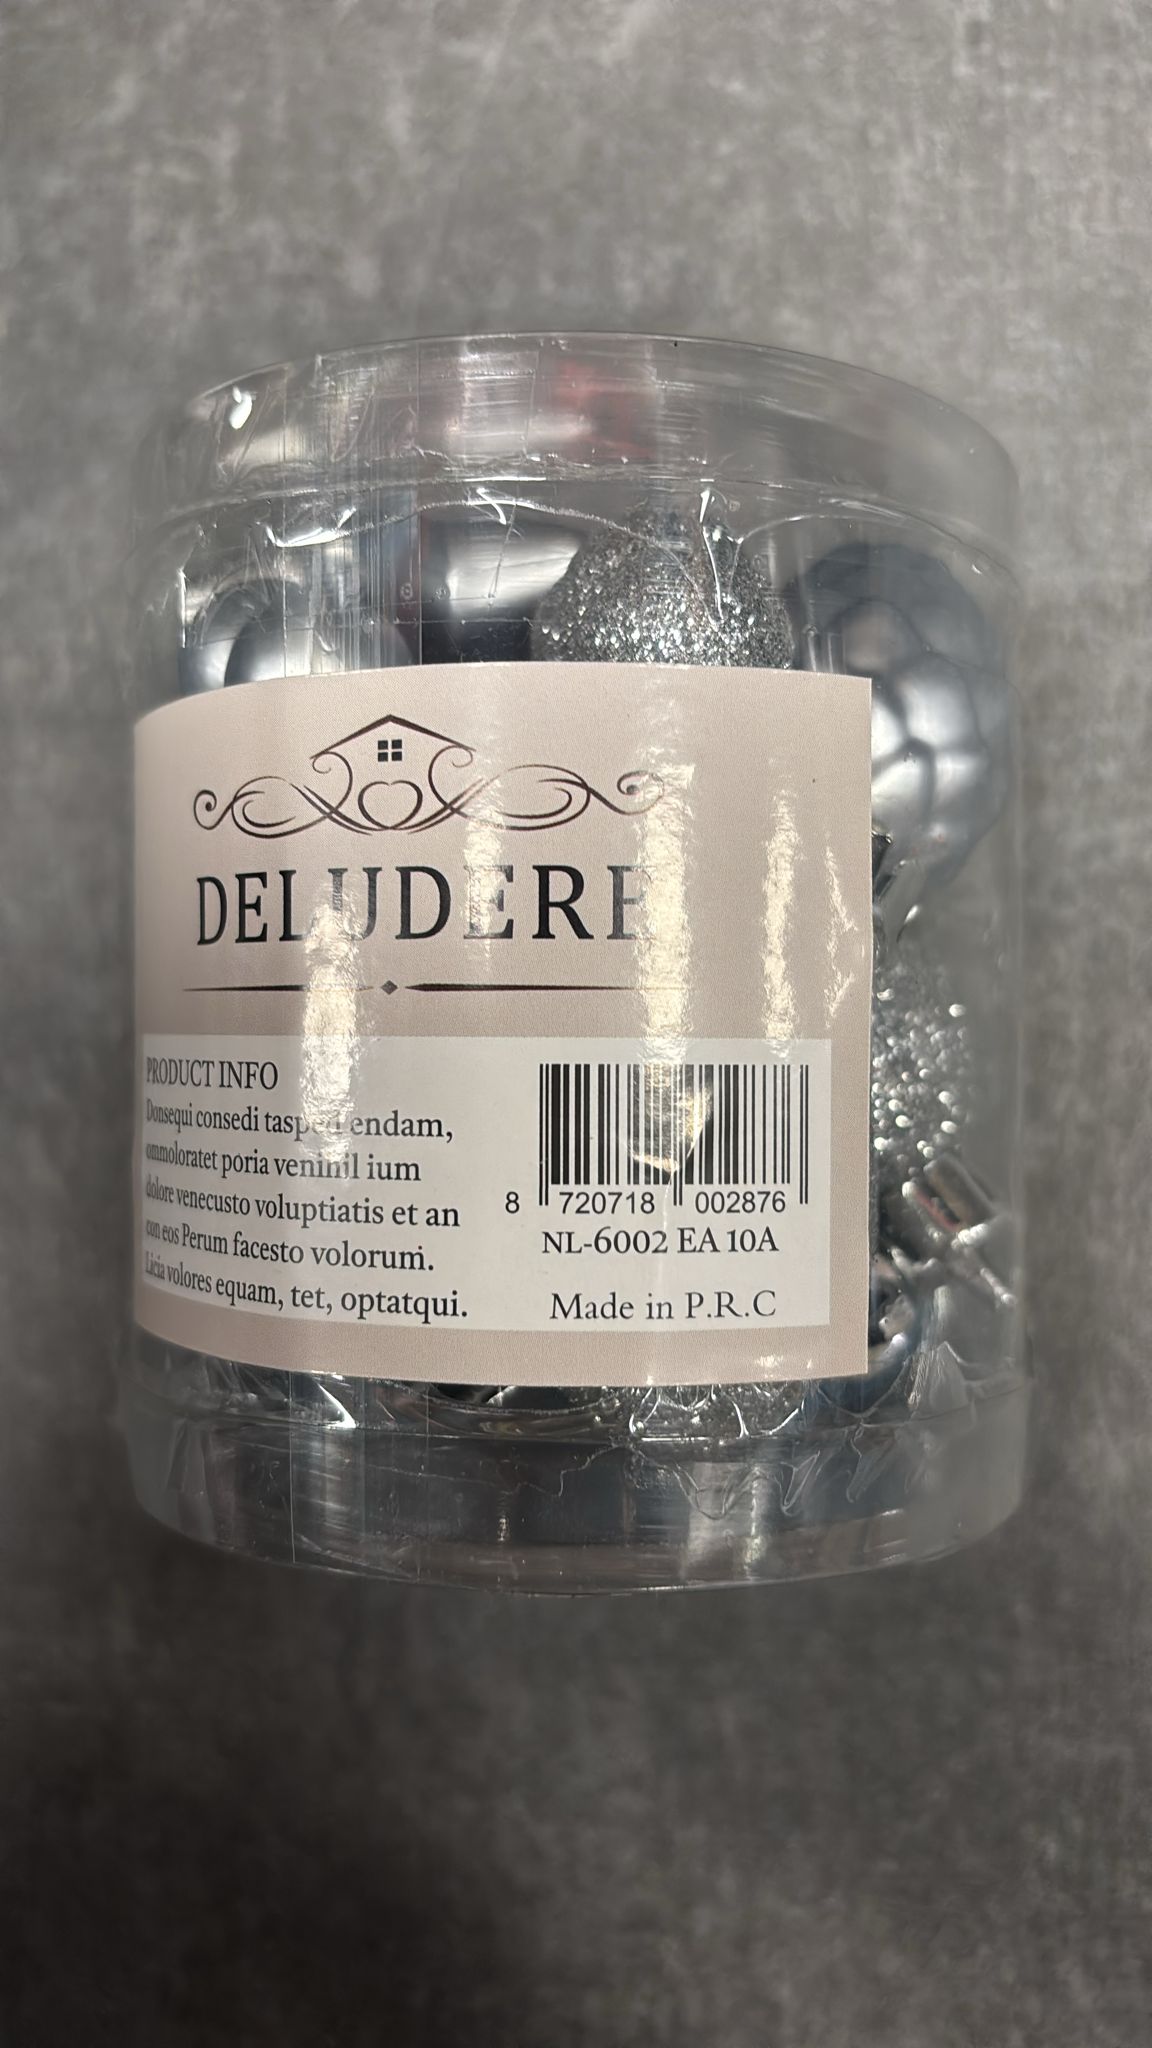 DELUDERE
PRODUCT INFO
Donsequi consedi tasped endam,
ommoloratet poria venihil ium
dolore venecusto voluptiatis et an
con eos Perum facesto volorum.
Licia volores equam, tet, optatqui.
8 720718 002876
NL-6002 EA 10A
Made in P.R.C